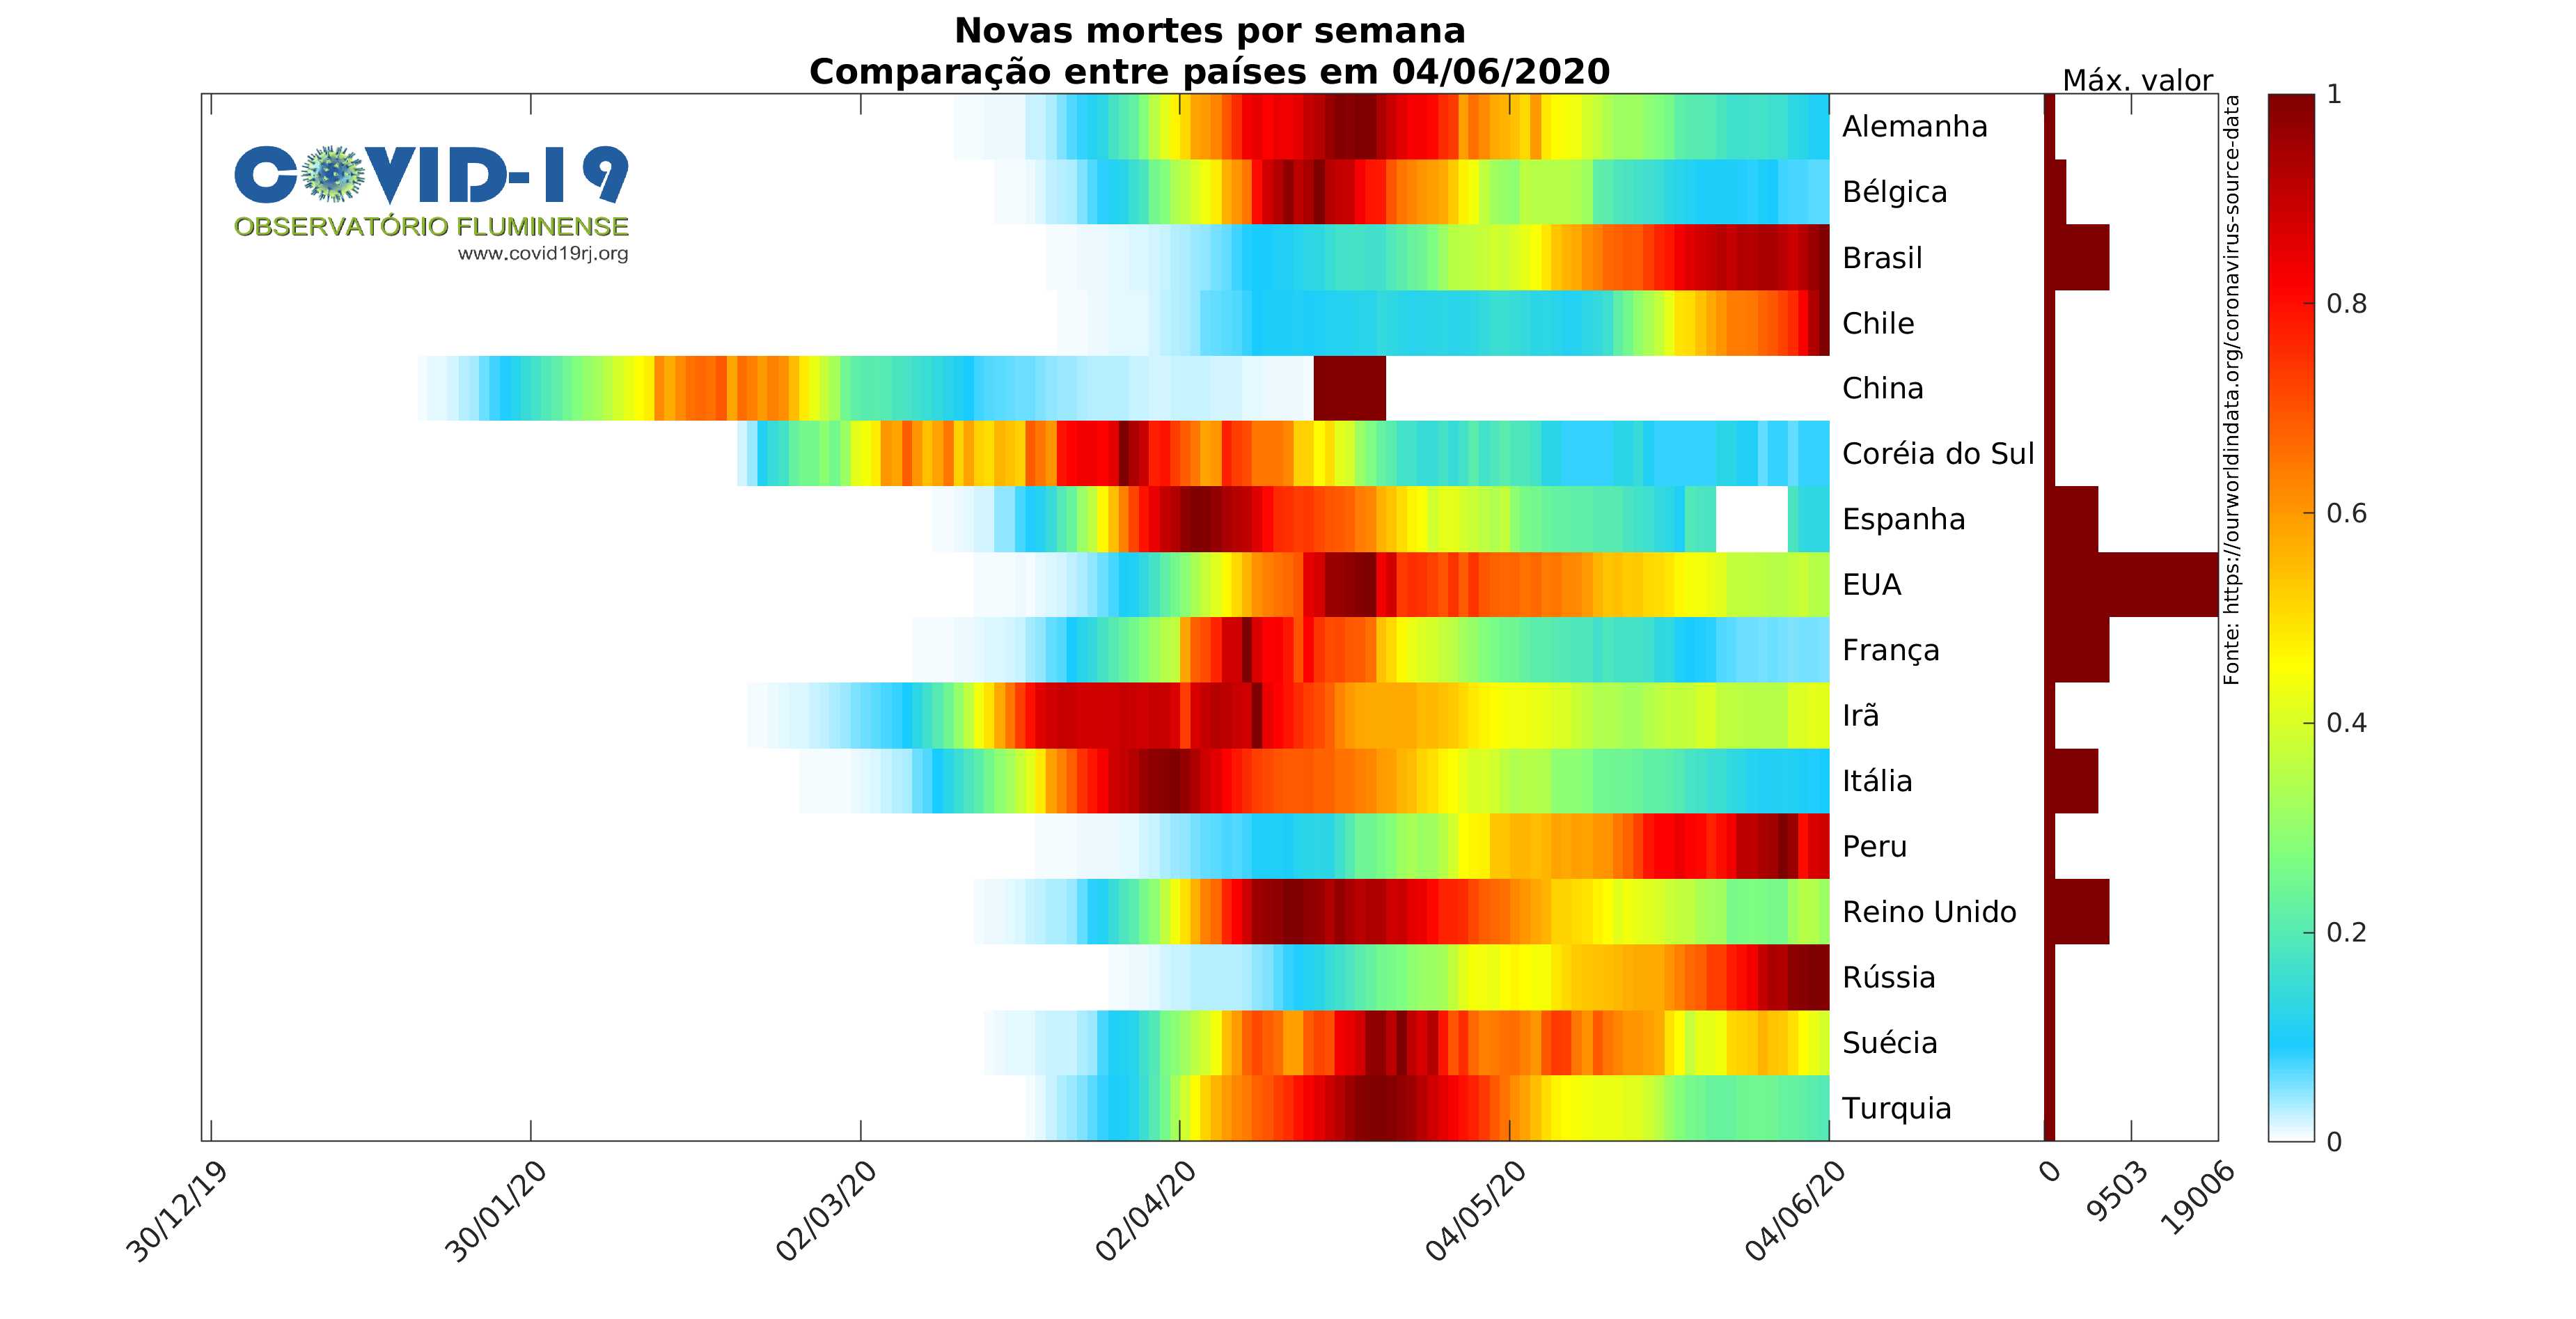 Novas mortes por semana
Comparação entre países em 04/06/2020
Máx. valor
COVID-19
OBSERVATÓRIO FLUMINENSE
www.covid19rj.org
Alemanha
Bélgica
Brasil
Chile
China
Coréia do Sul
Espanha
EUA
França
Irã
Itália
Peru
Reino Unido
Rússia
Suécia
Turquia
Fonte: https://ourworldindata.org/coronavirus-source-data
1
0.8
0.6
0.4
0.2
0
30/12/19
30/01/20
02/03/20
02/04/20
04/05/20
04/06/20
0
9503
19006